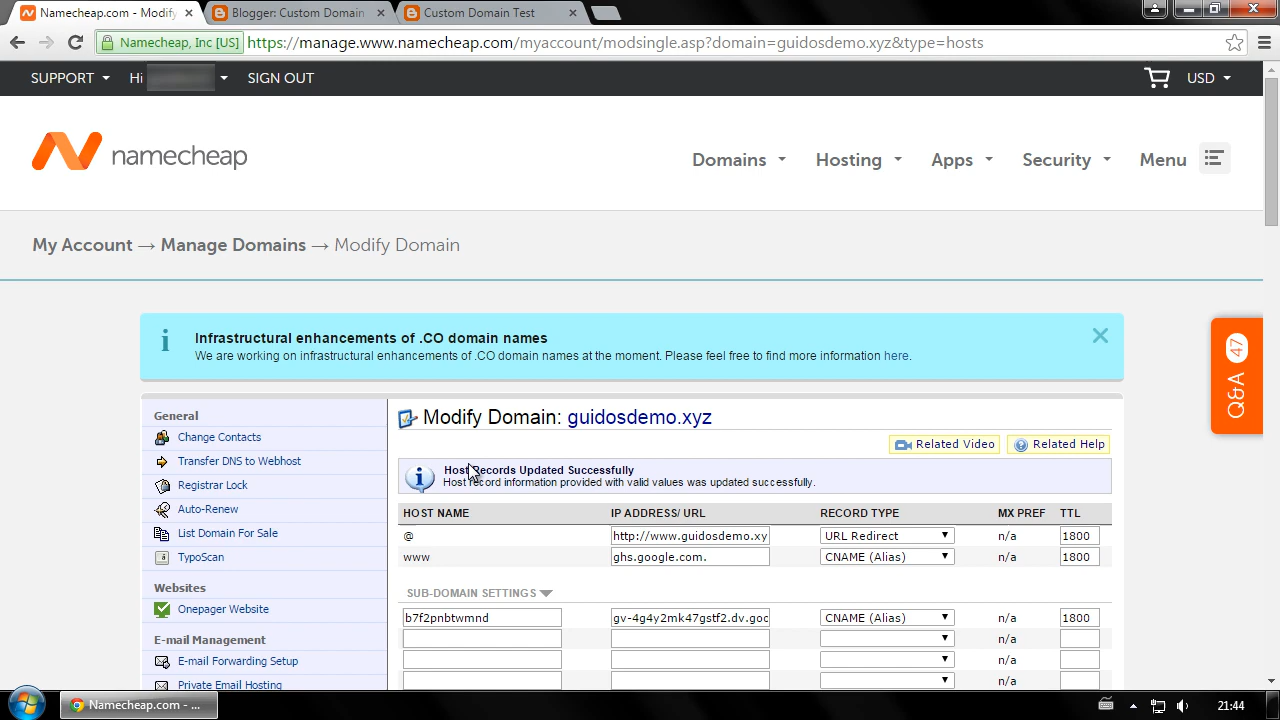 Namecheap.com - Modify
Blogger: Custom Domain
Custom Domain Test
Namecheap, Inc [US]
https://manage.www.namecheap.com/myaccount/modsingle.asp?domain=guidosdemo.xyz&type=hosts
SUPPORT
Hi
SIGN OUT
USD
namecheap
Domains
Hosting
Apps
Security
Menu
My Account → Manage Domains → Modify Domain
Infrastructural enhancements of .CO domain names
We are working on infrastructural enhancements of .CO domain names at the moment. Please feel free to find more information here.
Q&A 47
General
Change Contacts
Transfer DNS to Webhost
Registrar Lock
Auto-Renew
List Domain For Sale
TypoScan
Websites
Onepager Website
E-mail Management
E-mail Forwarding Setup
Private Email Hosting
Modify Domain: guidosdemo.xyz
Related Video
Related Help
Host Records Updated Successfully
Host record information provided with valid values was updated successfully.
HOST NAME IP ADDRESS/ URL RECORD TYPE MX PREF TTL
@ http://www.guidosdemo.xy URL Redirect n/a 1800
www ghs.google.com. CNAME (Alias) n/a 1800
SUB-DOMAIN SETTINGS
b7f2pnbtwmnd gv-4g4y2mk47gstf2.dv.goc CNAME (Alias) n/a 1800
n/a
n/a
n/a
Namecheap.com - ...
21:44